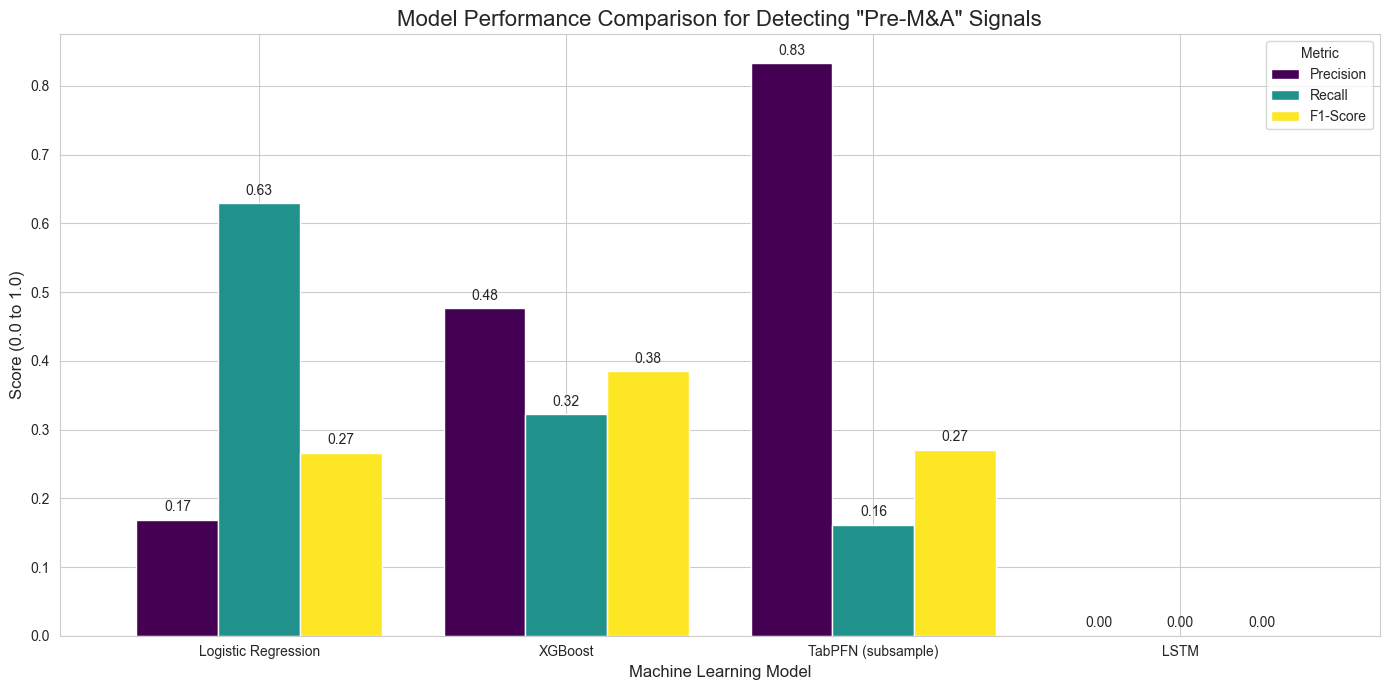 Model Performance Comparison for Detecting "Pre-M&A" Signals
Metric
Precision
Recall
F1-Score
Score (0.0 to 1.0)
0.8
0.7
0.6
0.5
0.4
0.3
0.2
0.1
0.0
0.17
0.63
0.27
0.48
0.32
0.38
0.83
0.16
0.27
0.00
0.00
0.00
Logistic Regression
XGBoost
TabPFN (subsample)
LSTM
Machine Learning Model